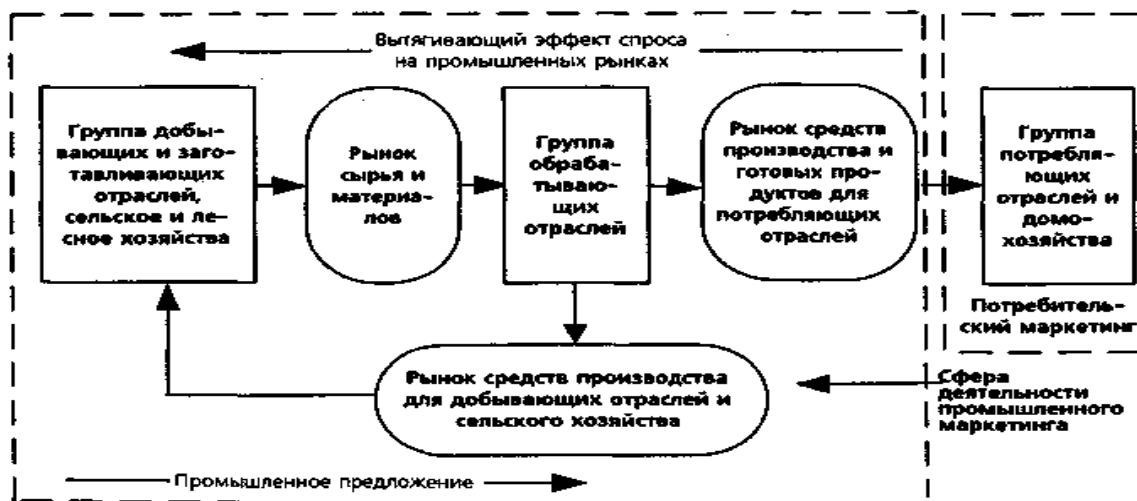 Вытягивающий эффект спроса
на промышленных рынках
Группа добы-
вающих и заго-
тавливающих
отраслей,
сельское и ле-
сное хозяйства
Рынок
сырья и
материа-
лов
Группа
обраба-
тываю-
щих
отраслей
Рынок средств
производства и
готовых про-
дуктов для
потребляющих
отраслей
Группа
потребля-
ющих
отраслей и
домо-
хозяйства
Потребитель-
ский маркетинг
Рынок средств производства
для добывающих отраслей и
сельского хозяйства
Сфера
деятельности
промышленного
маркетинга
Промышленное предложение